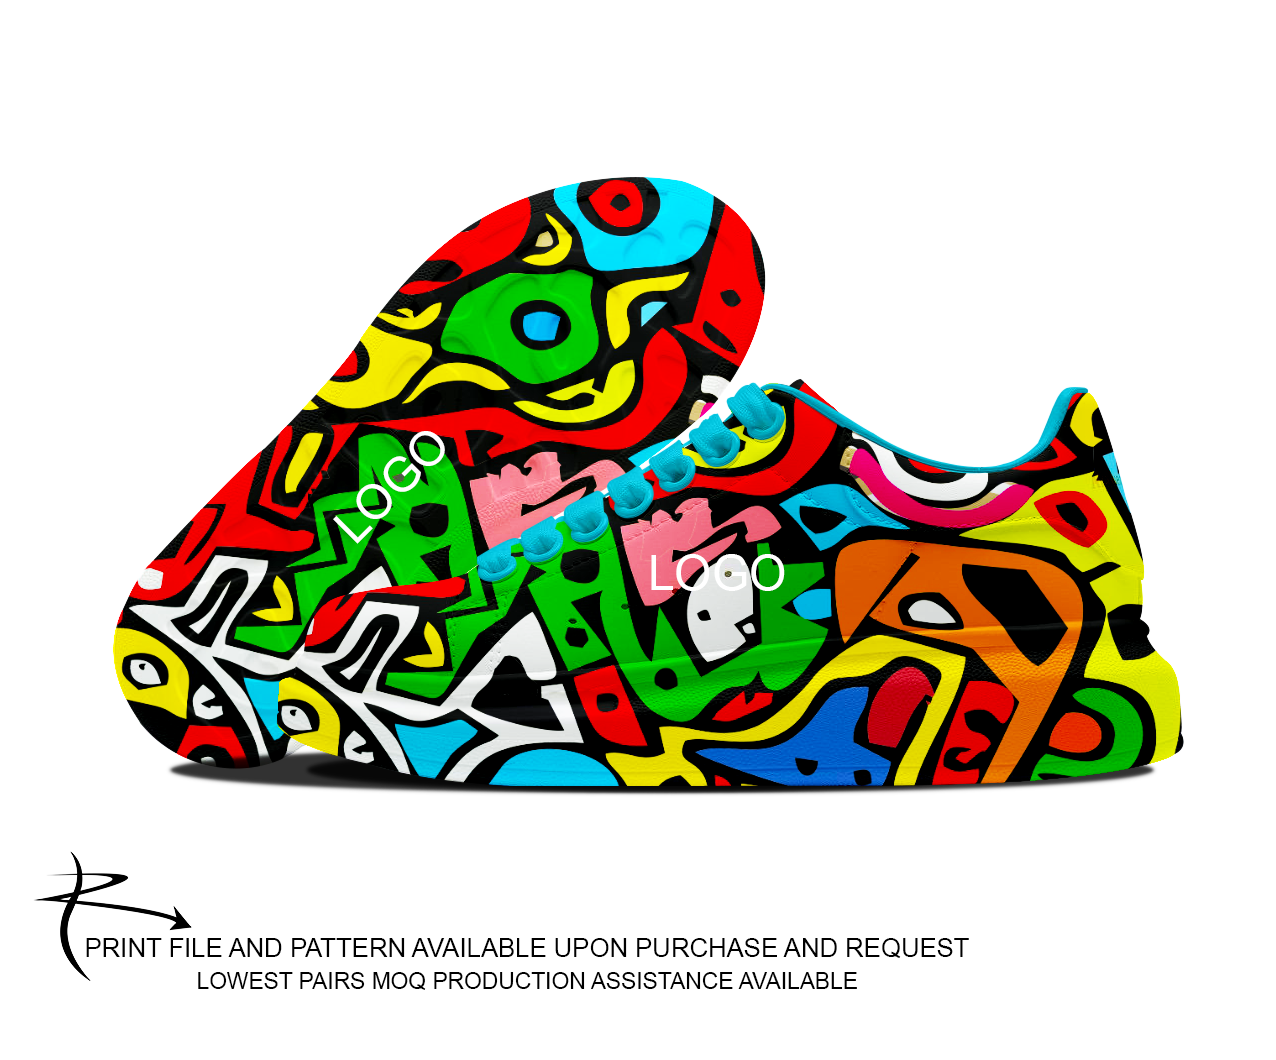 LOGO
LOGO
PRINT FILE AND PATTERN AVAILABLE UPON PURCHASE AND REQUEST
LOWEST PAIRS MOQ PRODUCTION ASSISTANCE AVAILABLE